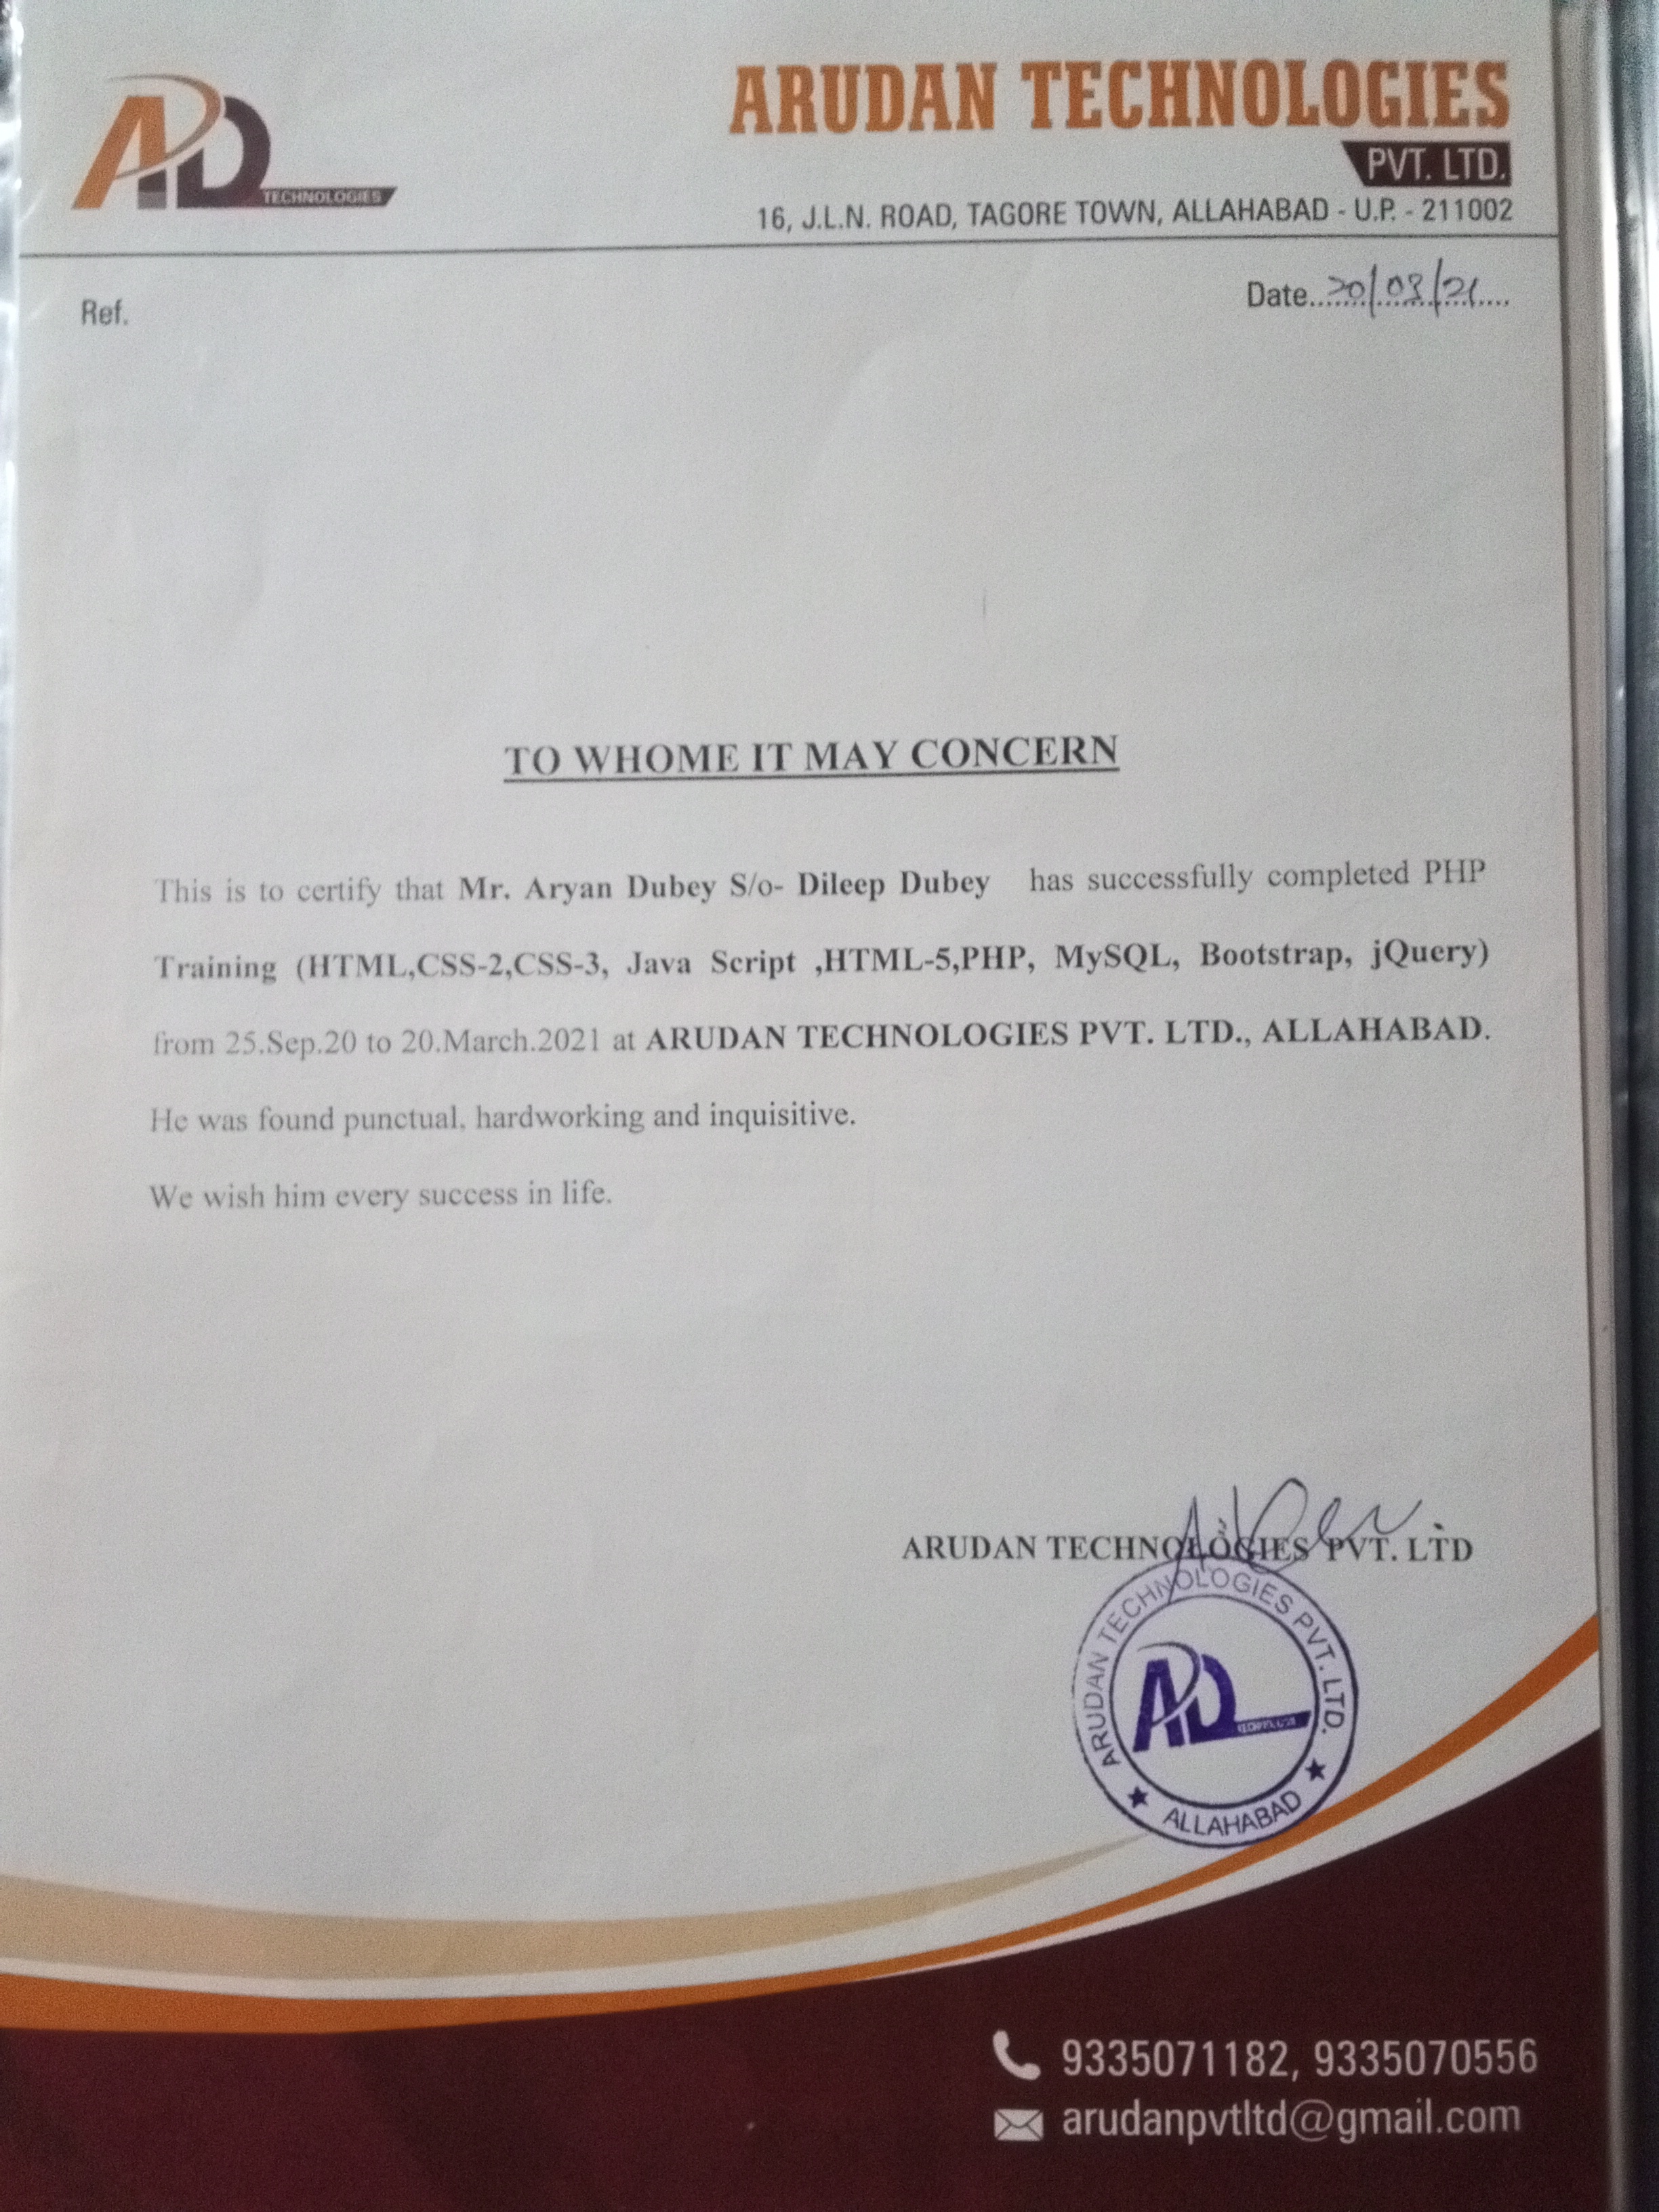 AD
TECHNOLOGIES
ARUDAN TECHNOLOGIES
PVT. LTD.
16, J.L.N. ROAD, TAGORE TOWN, ALLAHABAD - U.P. - 211002
Ref.
Date...20/03/21....
TO WHOME IT MAY CONCERN
This is to certify that Mr. Aryan Dubey S/o- Dileep Dubey has successfully completed PHP
Training (HTML,CSS-2,CSS-3, Java Script ,HTML-5,PHP, MySQL, Bootstrap, jQuery)
from 25.Sep.20 to 20.March.2021 at ARUDAN TECHNOLOGIES PVT. LTD., ALLAHABAD.
He was found punctual, hardworking and inquisitive.
We wish him every success in life.
ARUDAN TECHNOLOGIES PVT. LTD
ARUDAN TECHNOLOGIES PVT. LTD.
AD
TECHNOLOGIES
★ ALLAHABAD ★
9335071182, 9335070556
arudanpvtltd@gmail.com